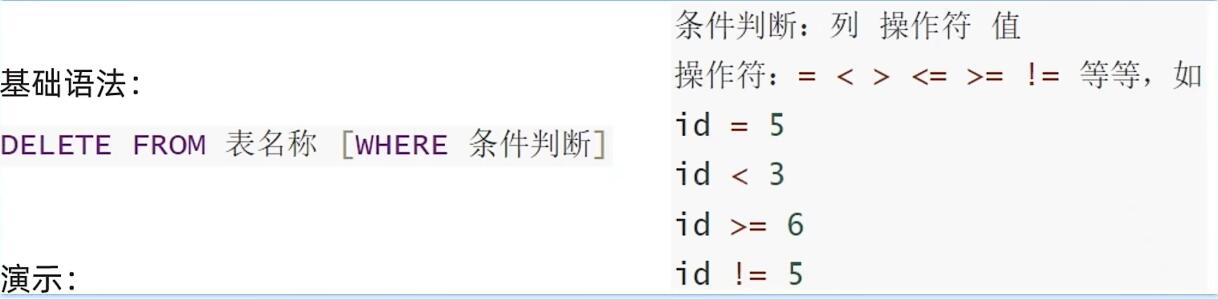 基础语法：
DELETE FROM 表名称 [WHERE 条件判断]
演示：
条件判断：列 操作符 值
操作符：= < > <= >= != 等等，如
id = 5
id < 3
id >= 6
id != 5